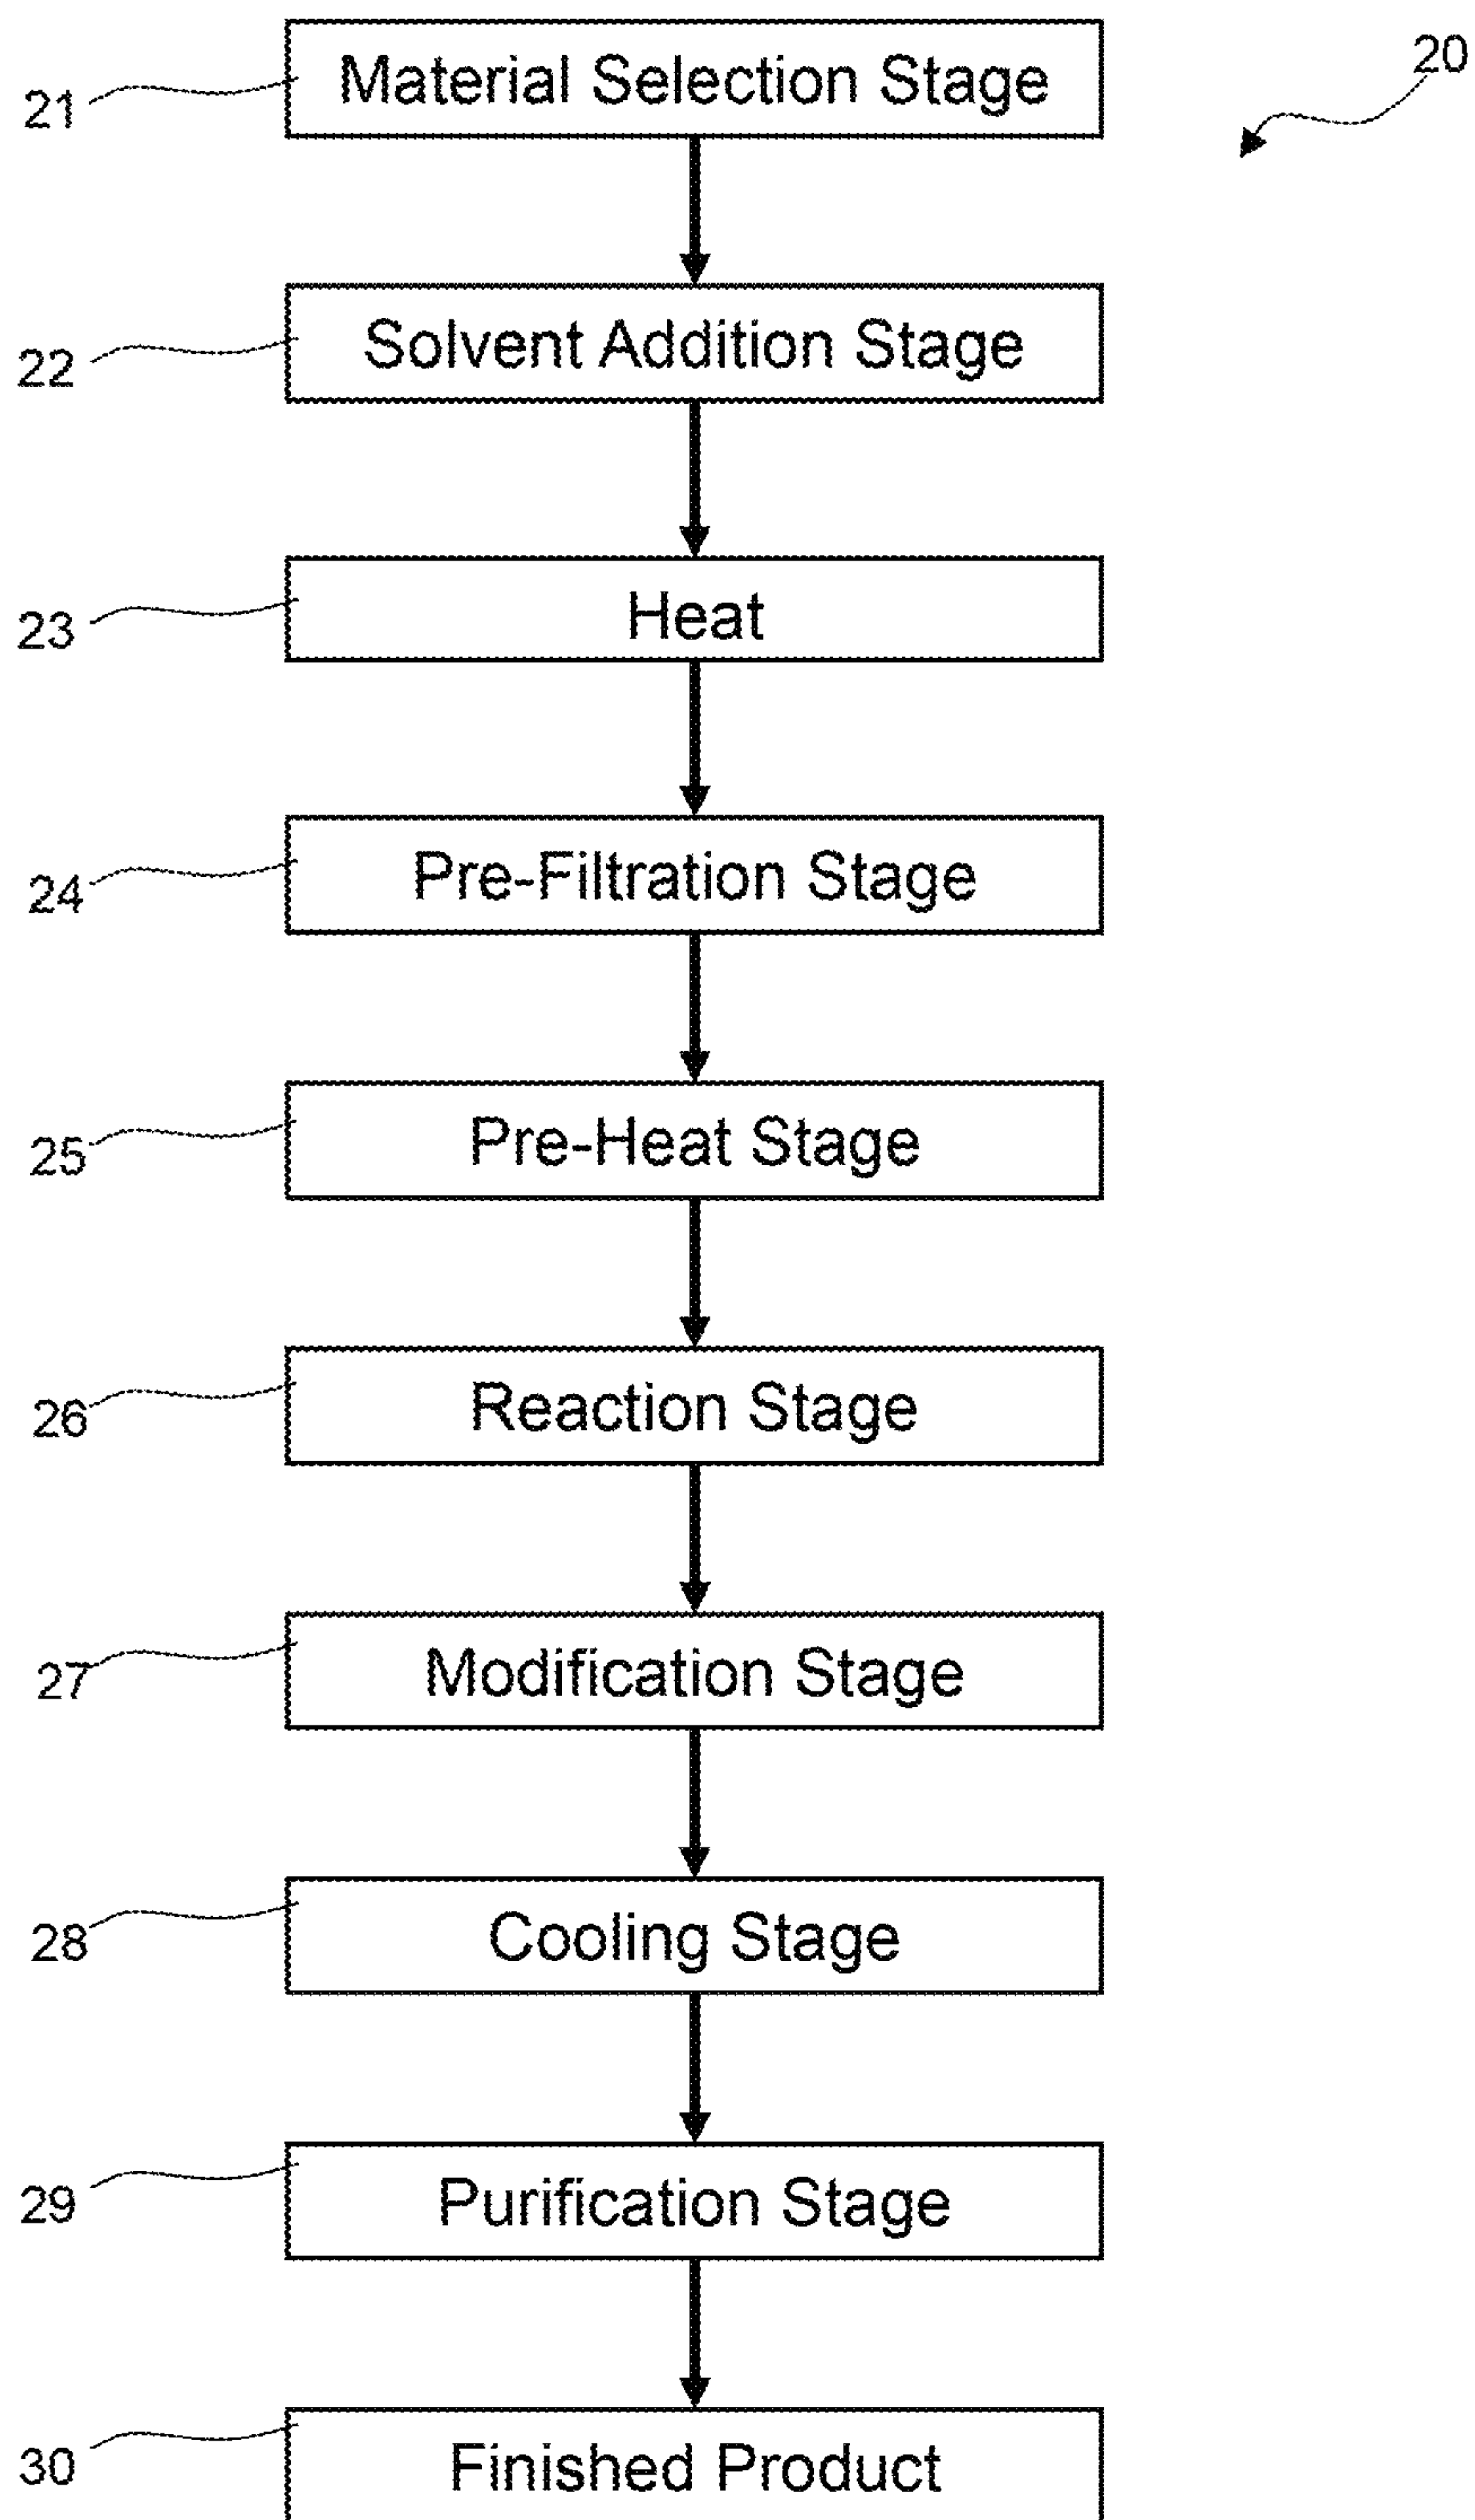 20
21 Material Selection Stage
22 Solvent Addition Stage
23 Heat
24 Pre-Filtration Stage
25 Pre-Heat Stage
26 Reaction Stage
27 Modification Stage
28 Cooling Stage
29 Purification Stage
30 Finished Product